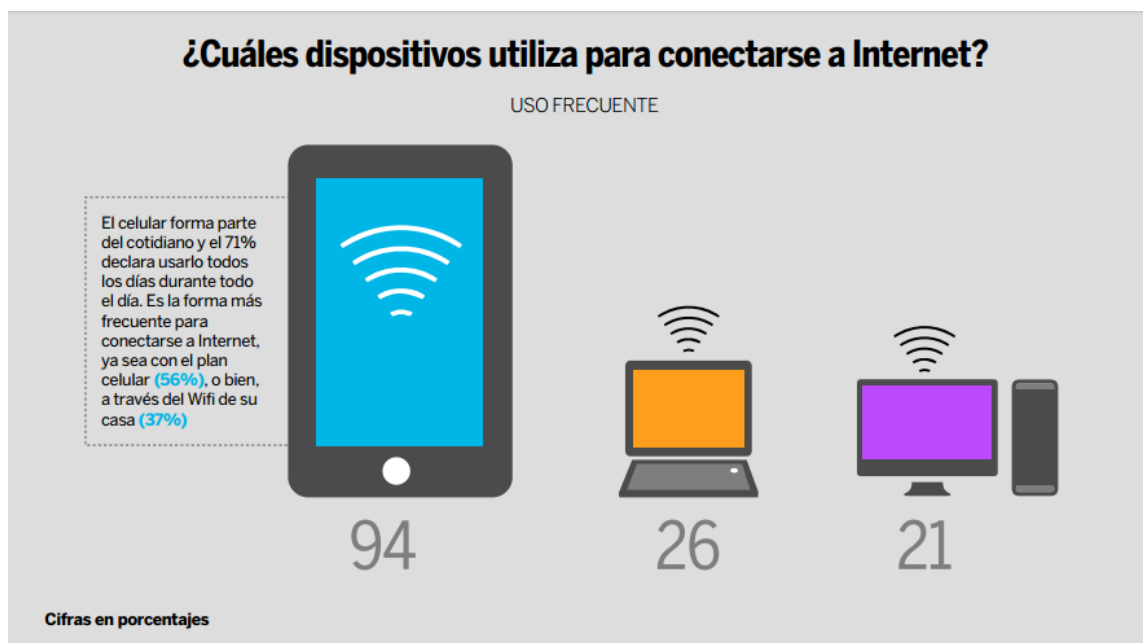 ¿Cuáles dispositivos utiliza para conectarse a Internet?
USO FRECUENTE
El celular forma parte
del cotidiano y el 71%
declara usarlo todos
los días durante todo
el día. Es la forma más
frecuente para
conectarse a Internet,
ya sea con el plan
celular (56%), o bien,
a través del Wifi de su
casa (37%)
94
26
21
Cifras en porcentajes